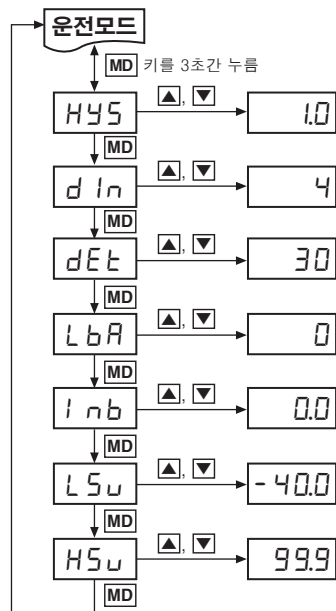 운전모드
MD 키를 3초간 누름
HYS ▲, ▼ 1.0
MD
dIn ▲, ▼ 4
MD
dEt ▲, ▼ 30
MD
LbA ▲, ▼ 0
MD
Inb ▲, ▼ 0.0
MD
LSu ▲, ▼ -40.0
MD
HSu ▲, ▼ 99.9
MD